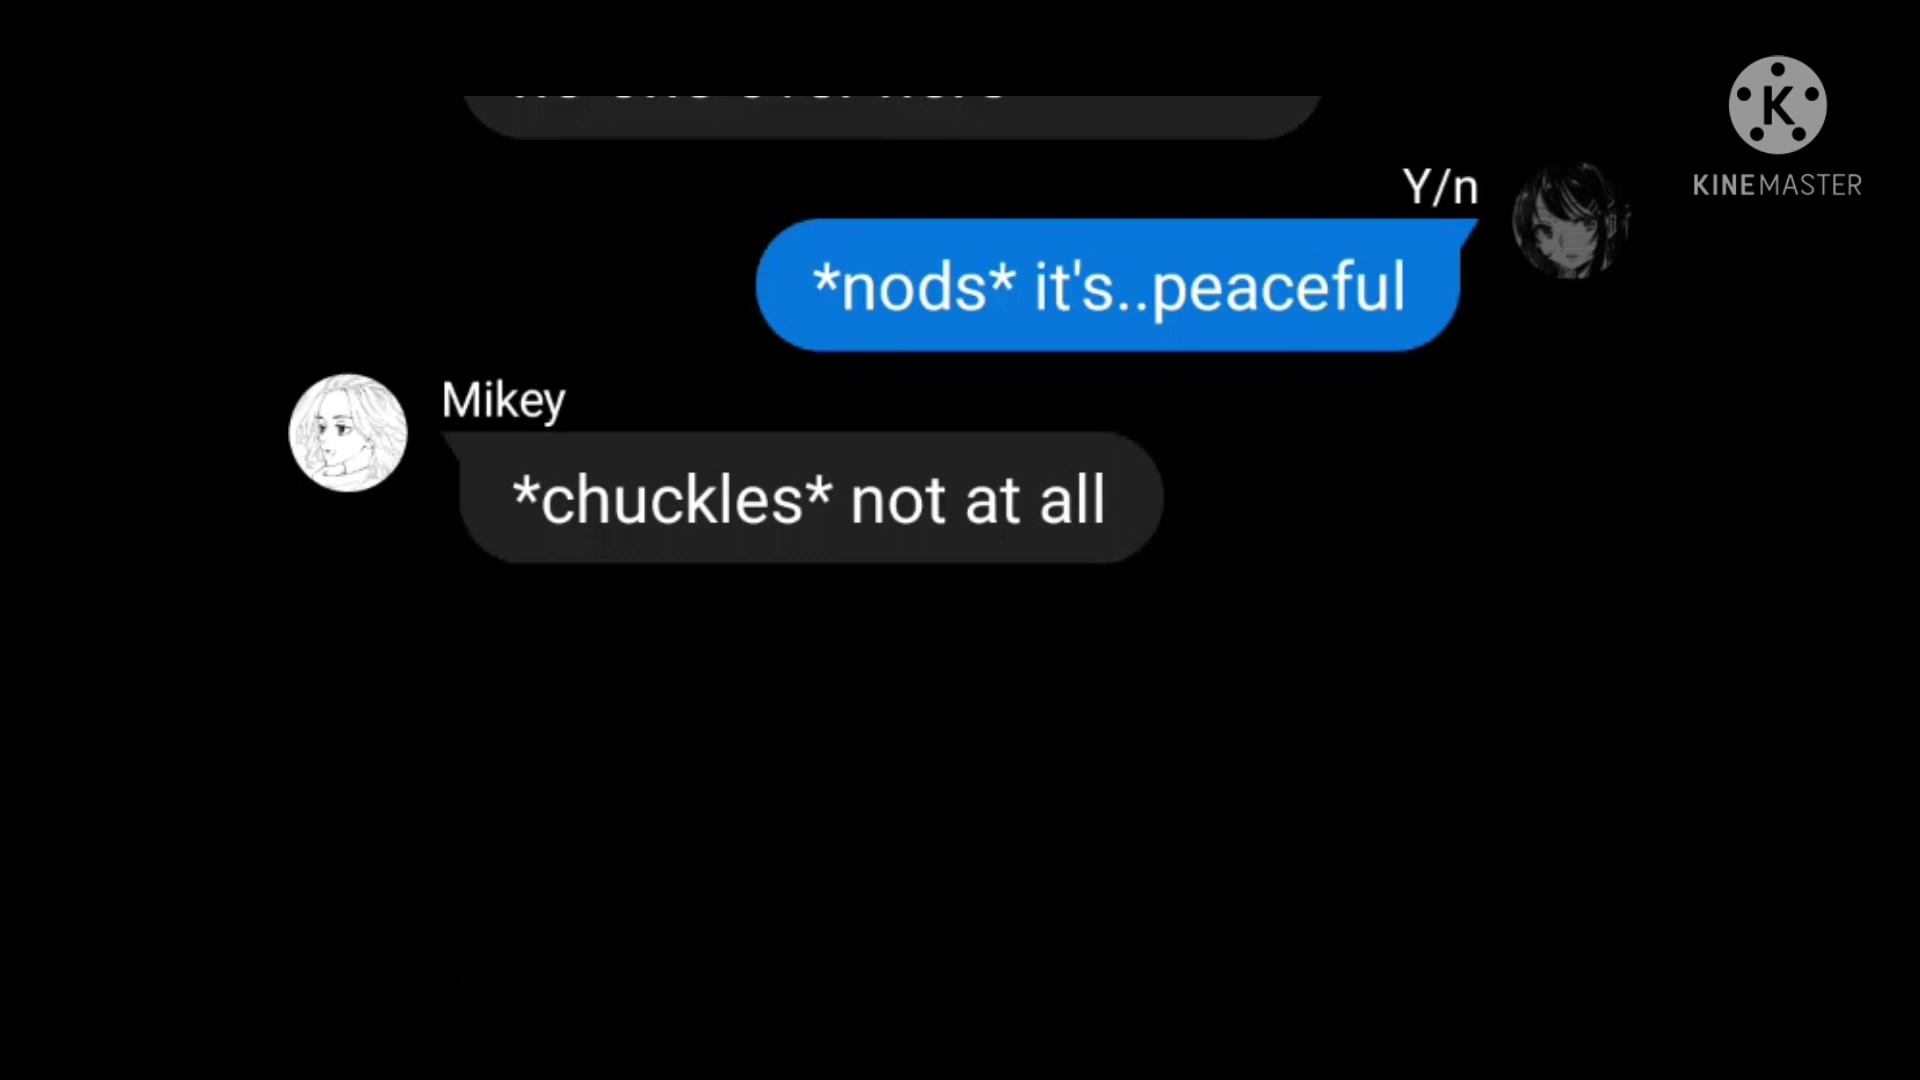 Y/n
*nods* it's..peaceful
Mikey
*chuckles* not at all
K
KINEMASTER